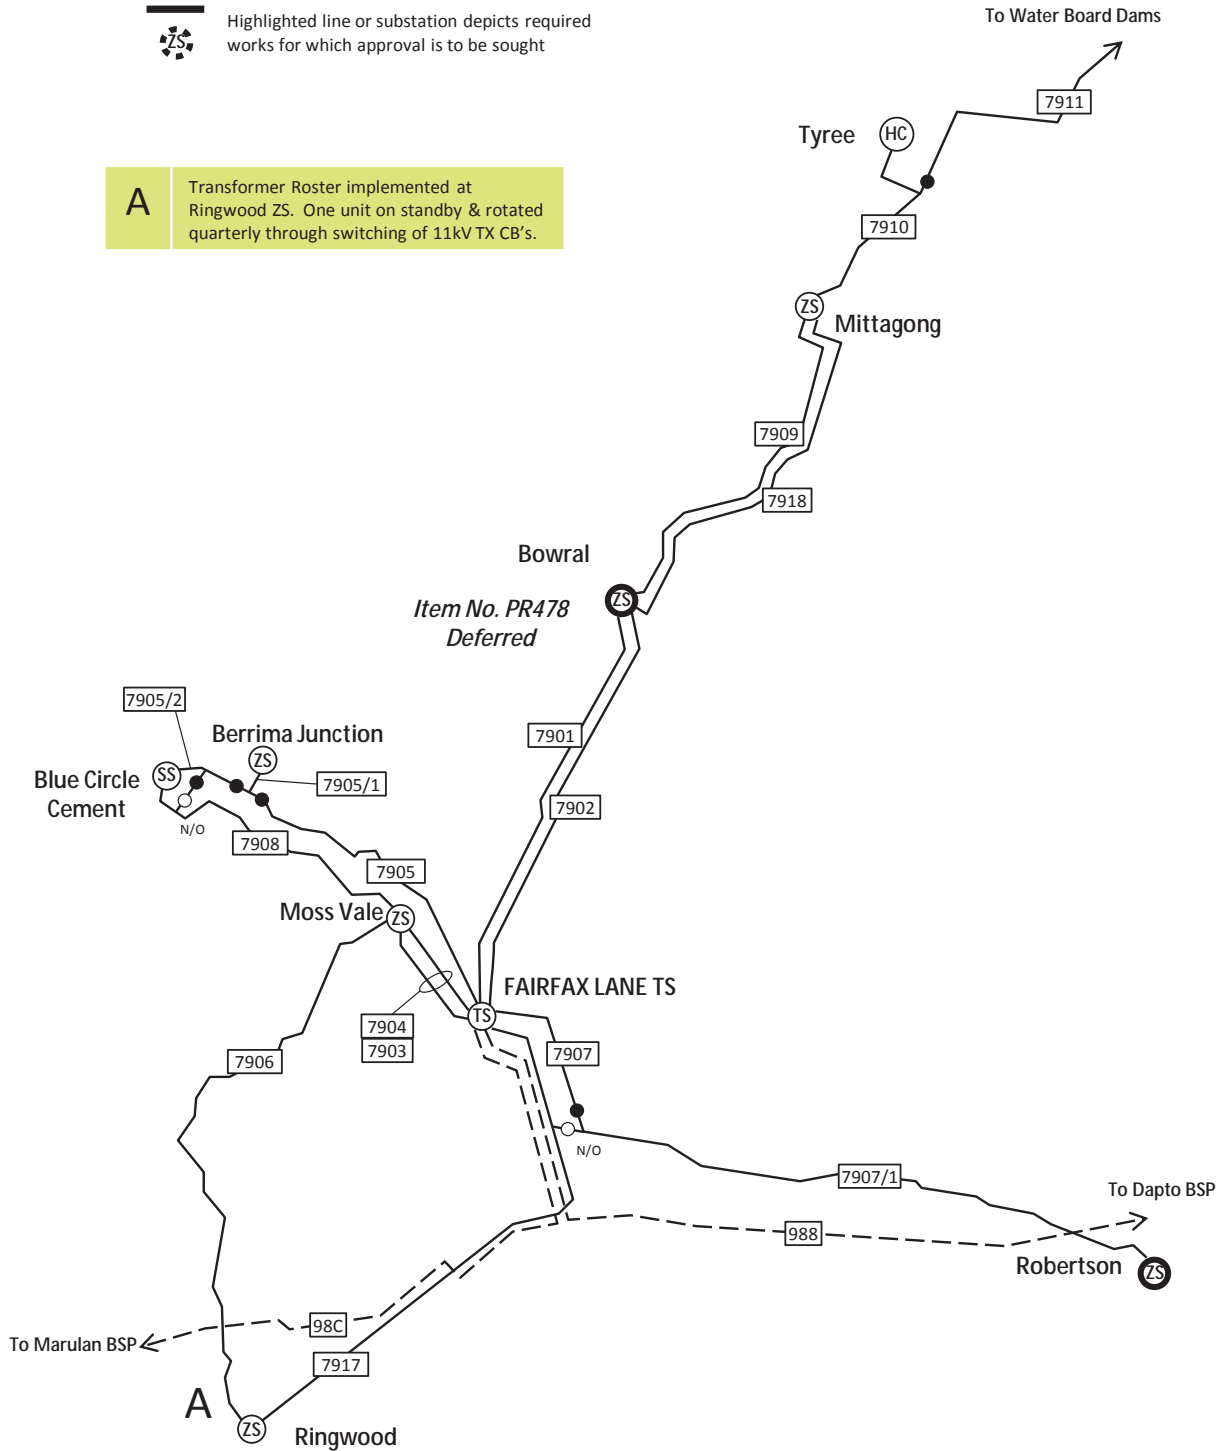 To Water Board Dams
Highlighted line or substation depicts required
works for which approval is to be sought
ZS
7911
Tyree
HC
A
Transformer Roster implemented at
Ringwood ZS. One unit on standby & rotated
quarterly through switching of 11kV TX CB's.
7910
ZS
Mittagong
7909
7918
Bowral
ZS
Item No. PR478
Deferred
7905/2
Berrima Junction
ZS
7901
Blue Circle
Cement
SS
7905/1
7902
N/O
7908
7905
Moss Vale
ZS
FAIRFAX LANE TS
TS
7904
7903
7907
7906
N/O
7907/1
To Dapto BSP
988
Robertson
ZS
98C
To Marulan BSP
7917
A
ZS
Ringwood